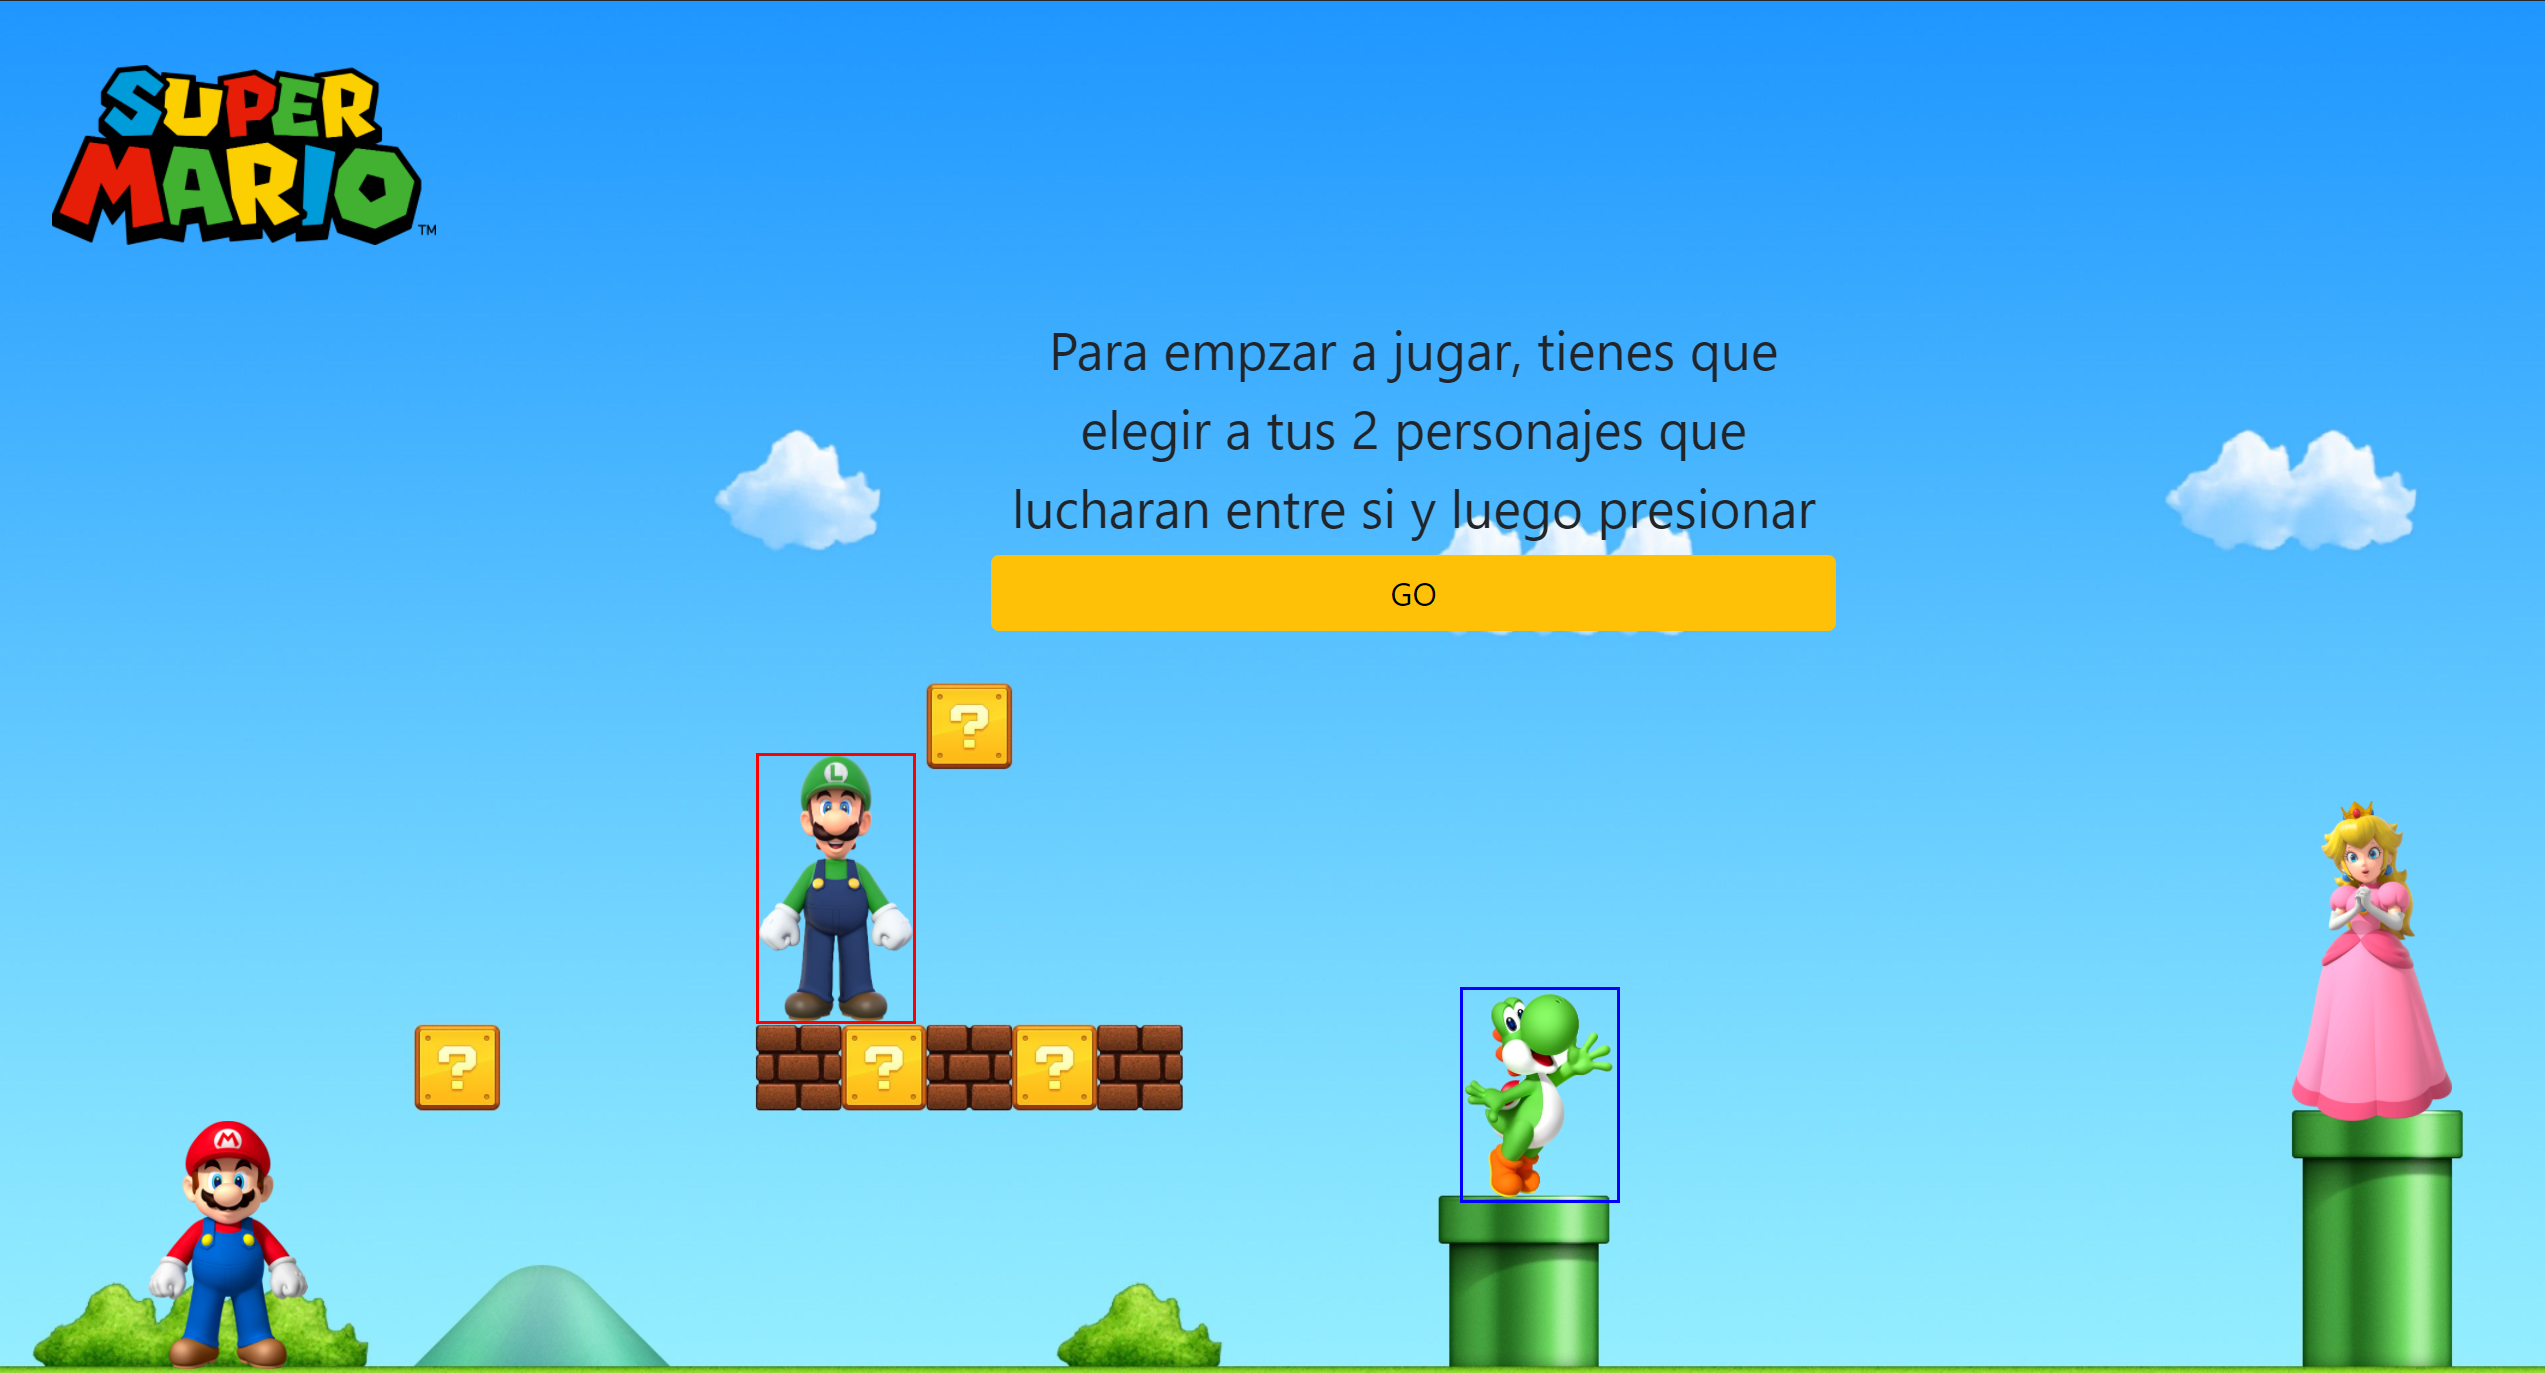 SUPER
MARIO™
Para empzar a jugar, tienes que
elegir a tus 2 personajes que
lucharan entre si y luego presionar
GO
?
L
?
?
?
M